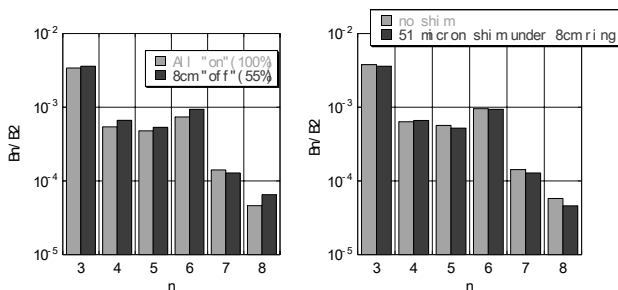 10^-2
All "on"(100%)
8cm"off"(55%)
10^-3
Bn/B2
10^-4
10^-5
3 4 5 6 7 8
n
no shim
51 micron shim under 8cm ring
10^-2
10^-3
Bn/B2
10^-4
10^-5
3 4 5 6 7 8
n